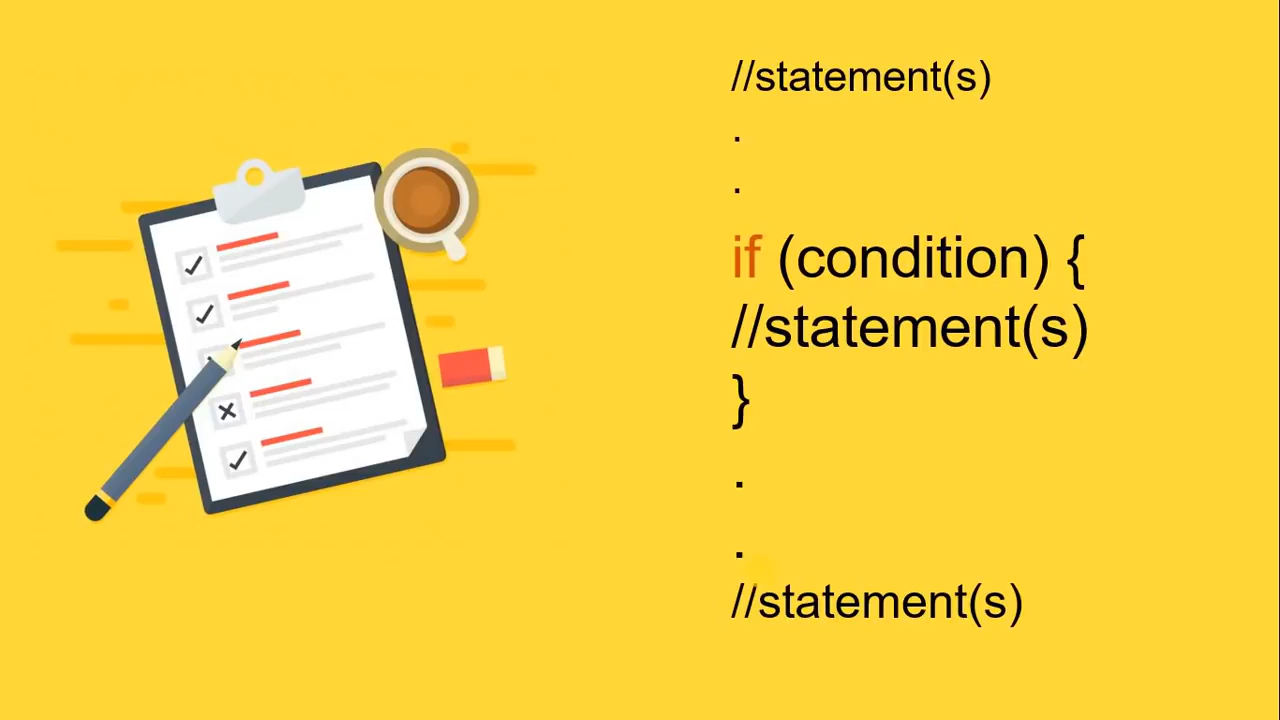 //statement(s)
.
.
if (condition) {
//statement(s)
}
.
.
//statement(s)